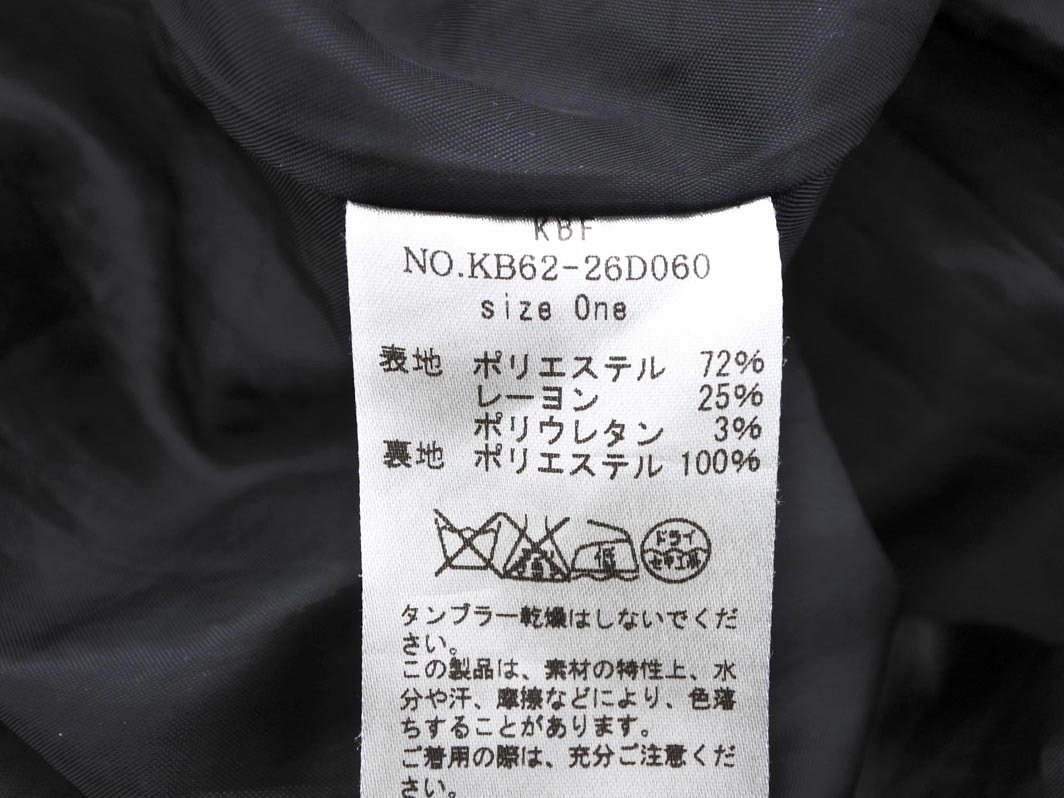 KBF
NO.KB62-26D060
size One
表地 ポリエステル 72%
レーヨン 25%
ポリウレタン 3%
裏地 ポリエステル 100%
低 ドライ
タンブラー乾燥はしないでくだ
さい。
この製品は、素材の特性上、水
分や汗、摩擦などにより、色落
ちすることがあります。
ご着用の際は、充分ご注意くだ
さい。